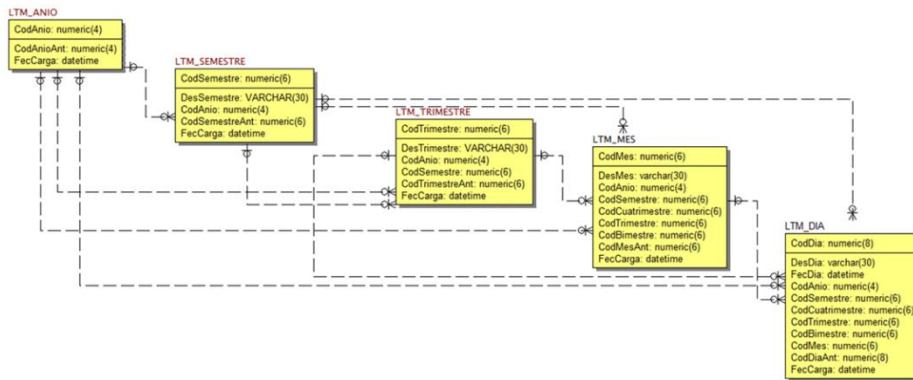 LTM_ANIO
CodAnio: numeric(4)
CodAnioAnt: numeric(4)
FecCarga: datetime
LTM_SEMESTRE
CodSemestre: numeric(6)
DesSemestre: VARCHAR(30)
CodAnio: numeric(4)
CodSemestreAnt: numeric(6)
FecCarga: datetime
LTM_TRIMESTRE
CodTrimestre: numeric(6)
DesTrimestre: VARCHAR(30)
CodAnio: numeric(4)
CodSemestre: numeric(6)
CodTrimestreAnt: numeric(6)
FecCarga: datetime
LTM_MES
CodMes: numeric(6)
DesMes: varchar(30)
CodAnio: numeric(4)
CodSemestre: numeric(6)
CodCuatrimestre: numeric(6)
CodTrimestre: numeric(6)
CodBimestre: numeric(6)
CodMesAnt: numeric(6)
FecCarga: datetime
LTM_DIA
CodDia: numeric(8)
DesDia: varchar(30)
FecDia: datetime
CodAnio: numeric(4)
CodSemestre: numeric(6)
CodCuatrimestre: numeric(6)
CodTrimestre: numeric(6)
CodBimestre: numeric(6)
CodMes: numeric(6)
CodDiaAnt: numeric(8)
FecCarga: datetime